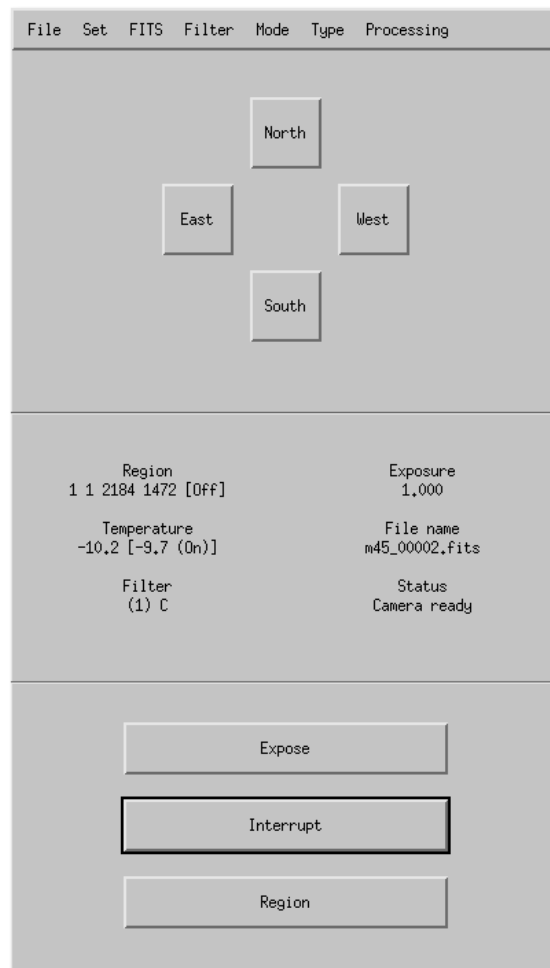 File Set FITS Filter Mode Type Processing
North
East West
South
Region
1 1 2184 1472 [Off]
Exposure
1.000
Temperature
-10.2 [-9.7 (On)]
File name
m45_00002.fits
Filter
(1) C
Status
Camera ready
Expose
Interrupt
Region